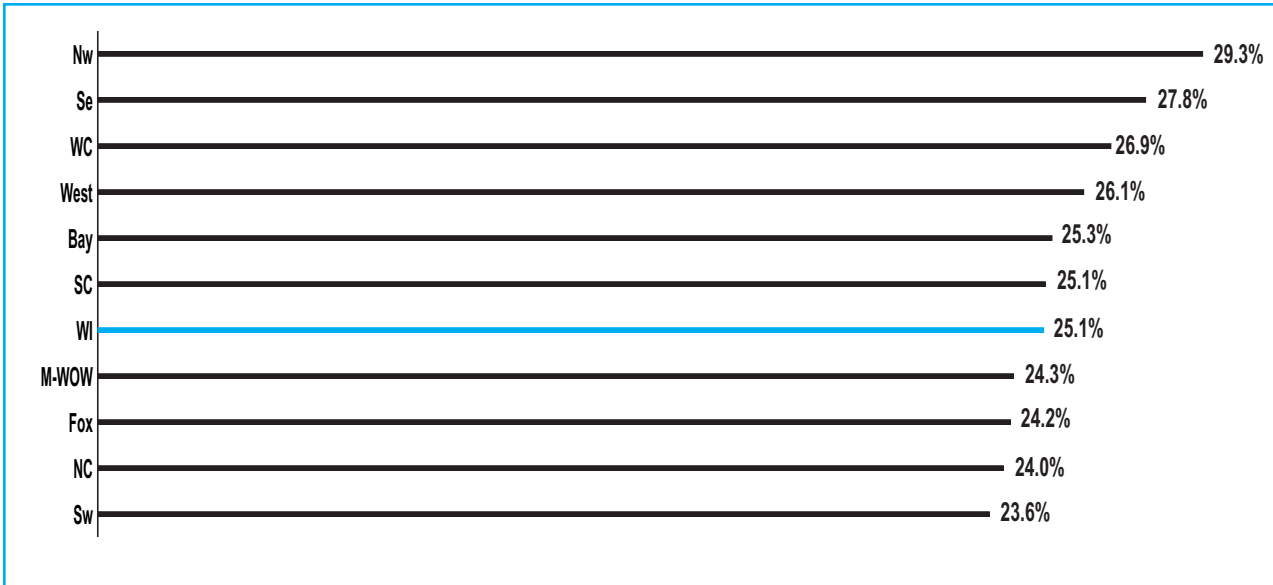 Nw 29.3%
Se 27.8%
WC 26.9%
West 26.1%
Bay 25.3%
SC 25.1%
WI 25.1%
M-WOW 24.3%
Fox 24.2%
NC 24.0%
Sw 23.6%